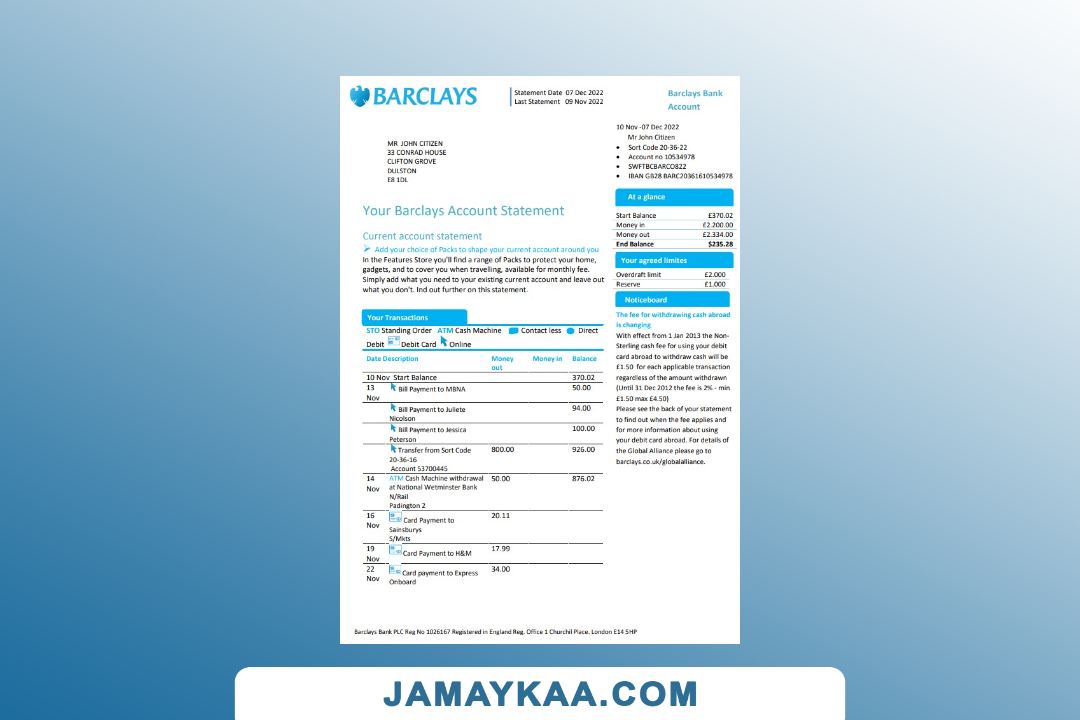 BARCLAYS
Statement Date 07 Dec 2022
Last Statement 09 Nov 2022
Barclays Bank
Account
10 Nov -07 Dec 2022
Mr John Citizen
• Sort Code 20-36-22
• Account no 10534978
• SWFTBCBARCO822
• IBAN GB28 BARC20361610534978
MR JOHN CITIZEN
33 CONRAD HOUSE
CLIFTON GROVE
DULSTON
E8 1DL
Your Barclays Account Statement
Current account statement
➢ Add your choice of Packs to shape your current account around you
In the Features Store you'll find a range of Packs to protect your home,
gadgets, and to cover you when travelling, available for monthly fee.
Simply add what you need to your existing current account and leave out
what you don't. Ind out further on this statement.
At a glance
Start Balance £370.02
Money in £2.200.00
Money out £2.334.00
End Balance $235.28
Your agreed limites
Overdraft limit £2.000
Reserve £1.000
Noticeboard
The fee for withdrawing cash abroad
is changing
With effect from 1 Jan 2013 the Non-
Sterling cash fee for using your debit
card abroad to withdraw cash will be
£1.50 for each applicable transaction
regardless of the amount withdrawn
(Until 31 Dec 2012 the fee is 2% - min
£1.50 max £4.50)
Please see the back of your statement
to find out when the fee applies and
for more information about using
your debit card abroad. For details of
the Global Alliance please go to
barclays.co.uk/globalalliance.
Your Transactions
STO Standing Order ATM Cash Machine Contact less Direct
Debit Debit Card Online
Date Description Money out Money in Balance
10 Nov Start Balance 370.02
13 Nov Bill Payment to MBNA 50.00
Bill Payment to Juliete 94.00
Nicolson
Bill Payment to Jessica 100.00
Peterson
Transfer from Sort Code 800.00 926.00
20-36-16
Account 53700445
14 Nov ATM Cash Machine withdrawal 50.00 876.02
at National Wetminster Bank
N/Rail
Padington 2
16 Nov Card Payment to 20.11
Sainsburys
S/Mkts
19 Nov Card Payment to H&M 17.99
22 Nov Card payment to Express 34.00
Onboard
Barclays Bank PLC Reg No 1026167 Registered in England Reg. Office 1 Churchil Place, London E14 5HP
JAMAYKAA.COM